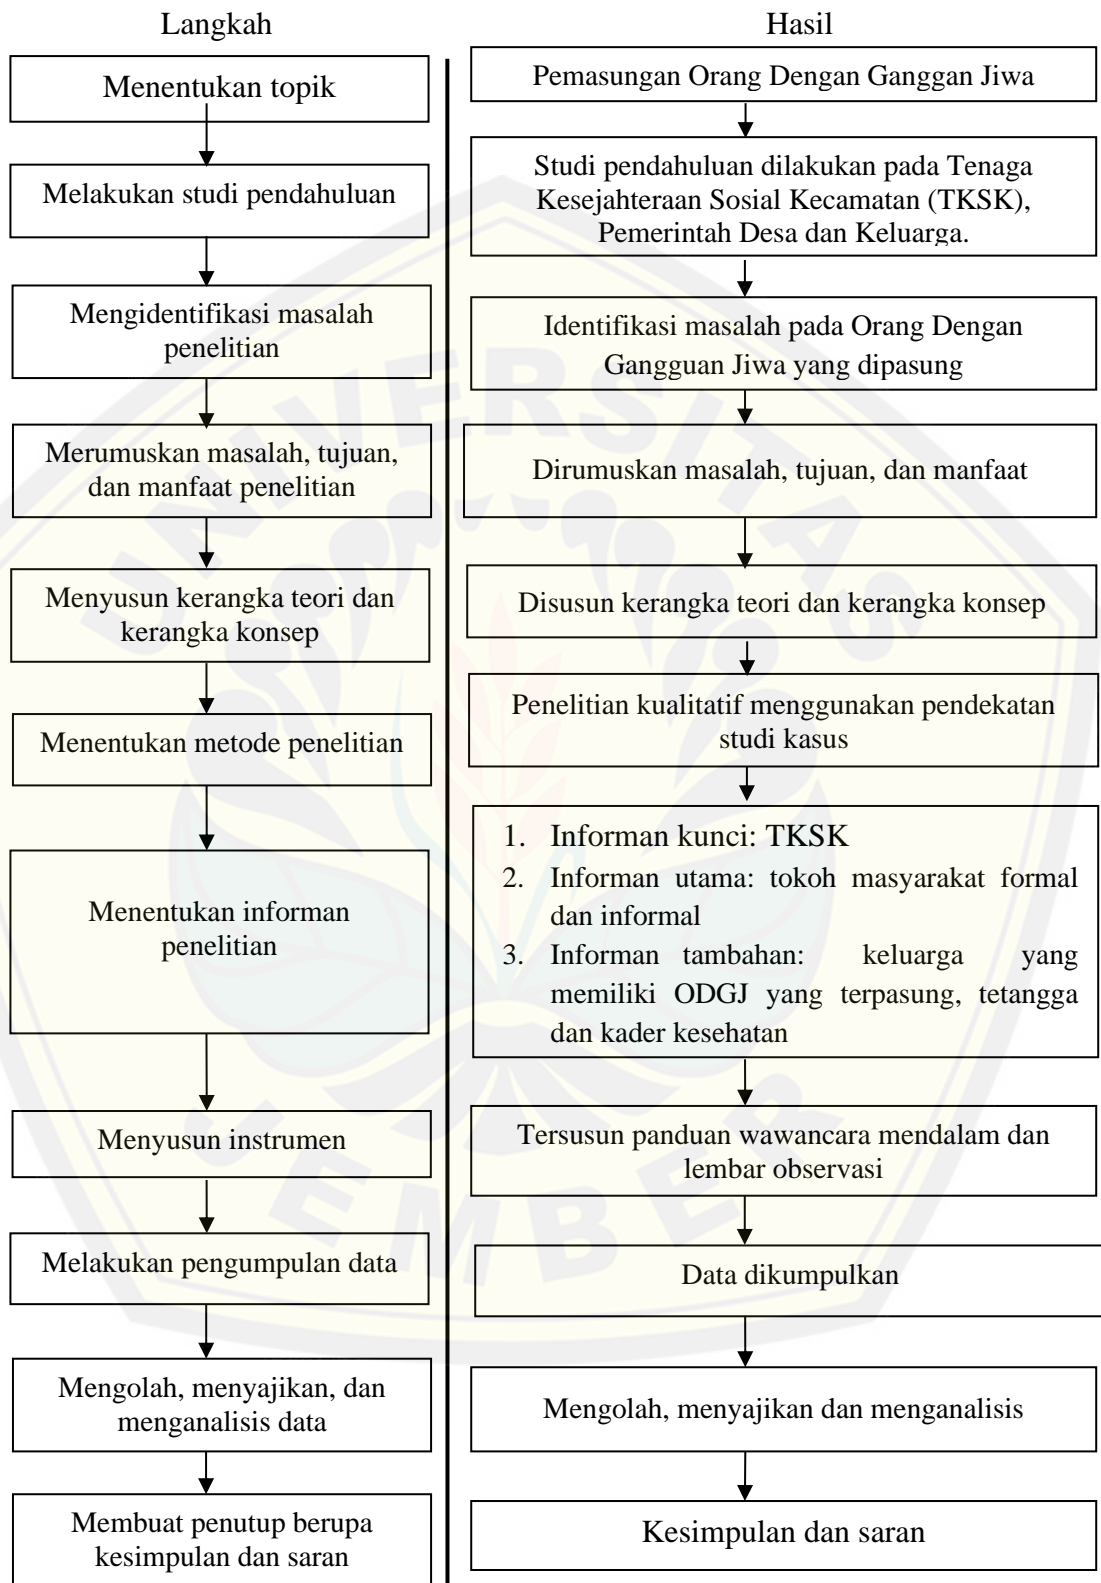 Langkah
Menentukan topik
Melakukan studi pendahuluan
Mengidentifikasi masalah
penelitian
Merumuskan masalah, tujuan,
dan manfaat penelitian
Menyusun kerangka teori dan
kerangka konsep
Menentukan metode penelitian
Menentukan informan
penelitian
Menyusun instrumen
Melakukan pengumpulan data
Mengolah, menyajikan, dan
menganalisis data
Membuat penutup berupa
kesimpulan dan saran
Hasil
Pemasungan Orang Dengan Ganggan Jiwa
Studi pendahuluan dilakukan pada Tenaga
Kesejahteraan Sosial Kecamatan (TKSK),
Pemerintah Desa dan Keluarga.
Identifikasi masalah pada Orang Dengan
Gangguan Jiwa yang dipasung
Dirumuskan masalah, tujuan, dan manfaat
Disusun kerangka teori dan kerangka konsep
Penelitian kualitatif menggunakan pendekatan
studi kasus
1. Informan kunci: TKSK
2. Informan utama: tokoh masyarakat formal
dan informal
3. Informan tambahan: keluarga yang
memiliki ODGJ yang terpasung, tetangga
dan kader kesehatan
Tersusun panduan wawancara mendalam dan
lembar observasi
Data dikumpulkan
Mengolah, menyajikan dan menganalisis
Kesimpulan dan saran
UNIVERSITAS
JEMBER